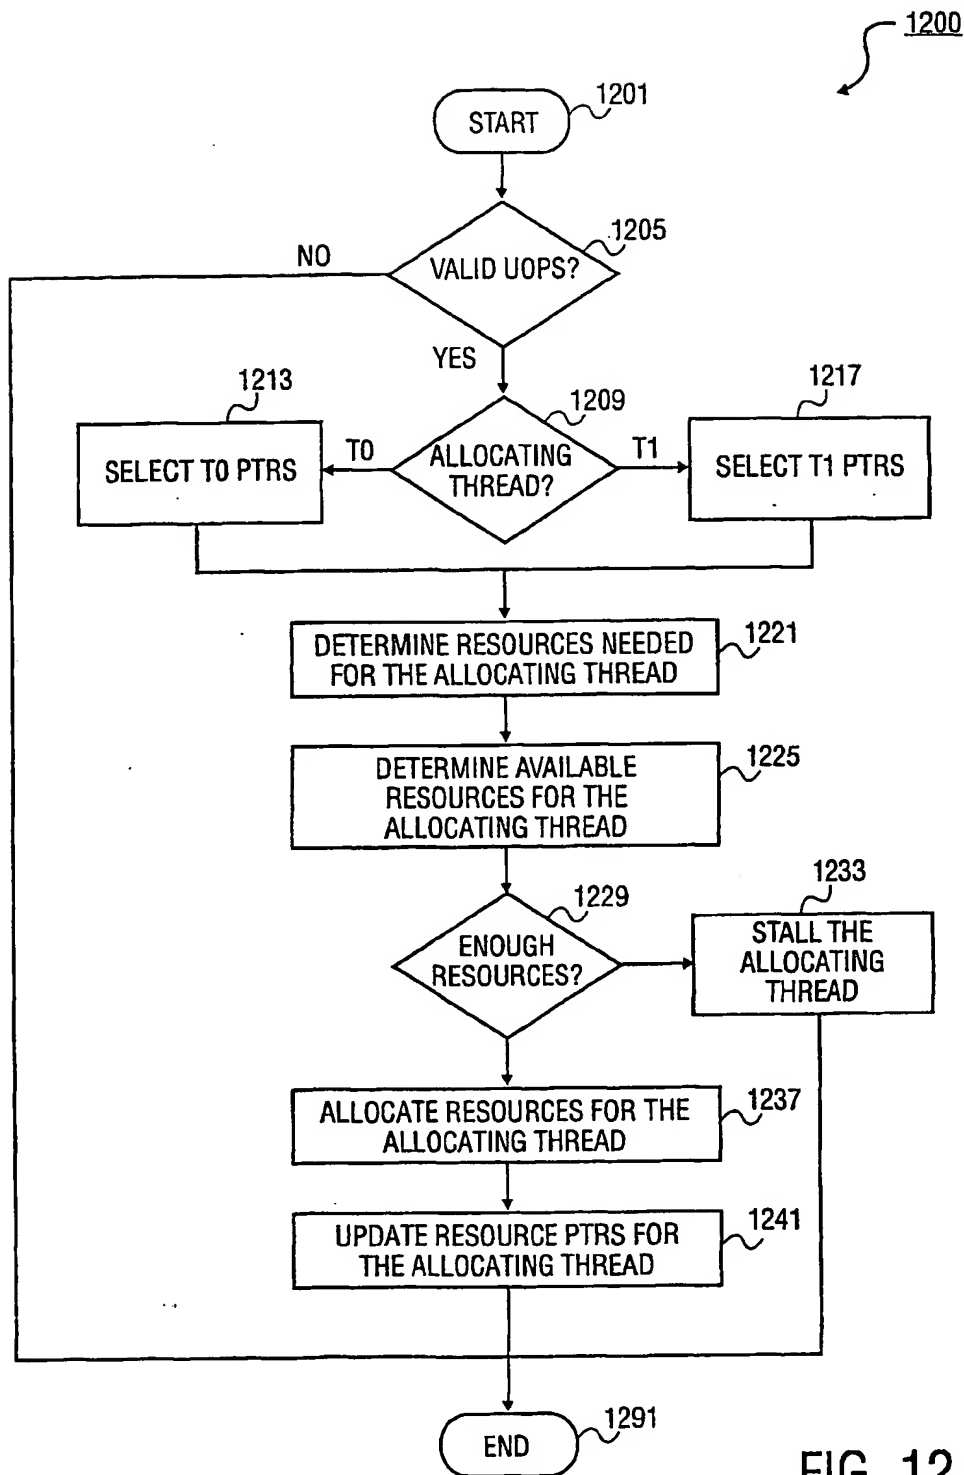 1200
START
1201
VALID UOPS?
1205
NO
YES
1213
SELECT T0 PTRS
T0
ALLOCATING
THREAD?
1209
T1
1217
SELECT T1 PTRS
DETERMINE RESOURCES NEEDED
FOR THE ALLOCATING THREAD
1221
DETERMINE AVAILABLE
RESOURCES FOR THE
ALLOCATING THREAD
1225
ENOUGH
RESOURCES?
1229
1233
STALL THE
ALLOCATING
THREAD
ALLOCATE RESOURCES FOR THE
ALLOCATING THREAD
1237
UPDATE RESOURCE PTRS FOR
THE ALLOCATING THREAD
1241
END
1291
FIG. 12